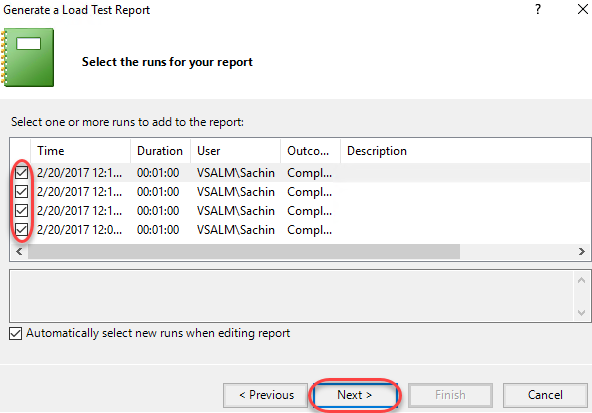 Generate a Load Test Report ?
Select the runs for your report
Select one or more runs to add to the report:
Time Duration User Outco... Description
2/20/2017 12:1... 00:01:00 VSALM\Sachin Compl...
2/20/2017 12:1... 00:01:00 VSALM\Sachin Compl...
2/20/2017 12:1... 00:01:00 VSALM\Sachin Compl...
2/20/2017 12:0... 00:01:00 VSALM\Sachin Compl...
Automatically select new runs when editing report
< Previous Next > Finish Cancel